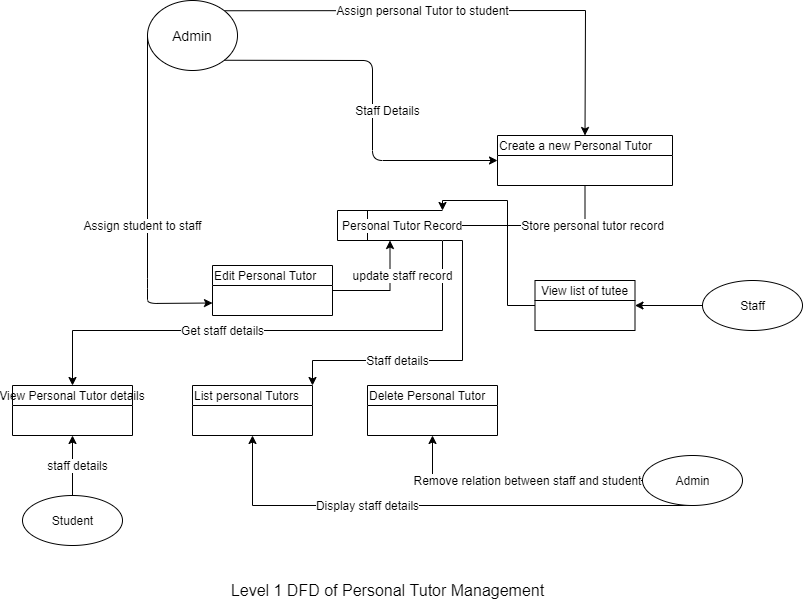 Assign personal Tutor to student
Admin
Staff Details
Create a new Personal Tutor
Assign student to staff
Personal Tutor Record
Store personal tutor record
Edit Personal Tutor
update staff record
View list of tutee
Staff
Get staff details
Staff details
View Personal Tutor details
List personal Tutors
Delete Personal Tutor
staff details
Remove relation between staff and student
Admin
Display staff details
Student
Level 1 DFD of Personal Tutor Management